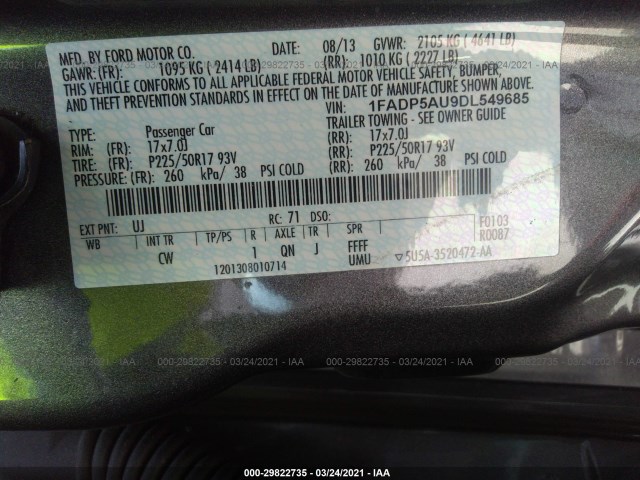 MFD. BY FORD MOTOR CO. DATE: 08/13 GVWR: 2105 KG ( 4641 LB)
GAWR: (FR): 1095 KG ( 2414 LB) (RR): 1010 KG ( 2227 LB)
THIS VEHICLE CONFORMS TO ALL APPLICABLE FEDERAL MOTOR VEHICLE SAFETY, BUMPER,
AND THEFT PREVENTION STANDARDS IN EFFECT ON THE DATE OF MANUFACTURE SHOWN ABOVE.
VIN: 1FADP5AU9DL549685
TYPE: Passenger Car TRAILER TOWING - SEE OWNER GUIDE
RIM: (FR): 17x7.0J (RR): 17x7.0J
TIRE: (FR): P225/50R17 93V (RR): P225/50R17 93V
PRESSURE: (FR): 260 kPa/ 38 PSI COLD (RR): 260 kPa/ 38 PSI COLD
EXT PNT: UJ RC: 71 DSO: F0103
WB INT TR TP/PS R AXLE TR SPR R0087
CW 1 QN J FFFF
1201308010714 UMU ▽5U5A-3520472-AA
000-29822735 - 03/24/2021 - IAA